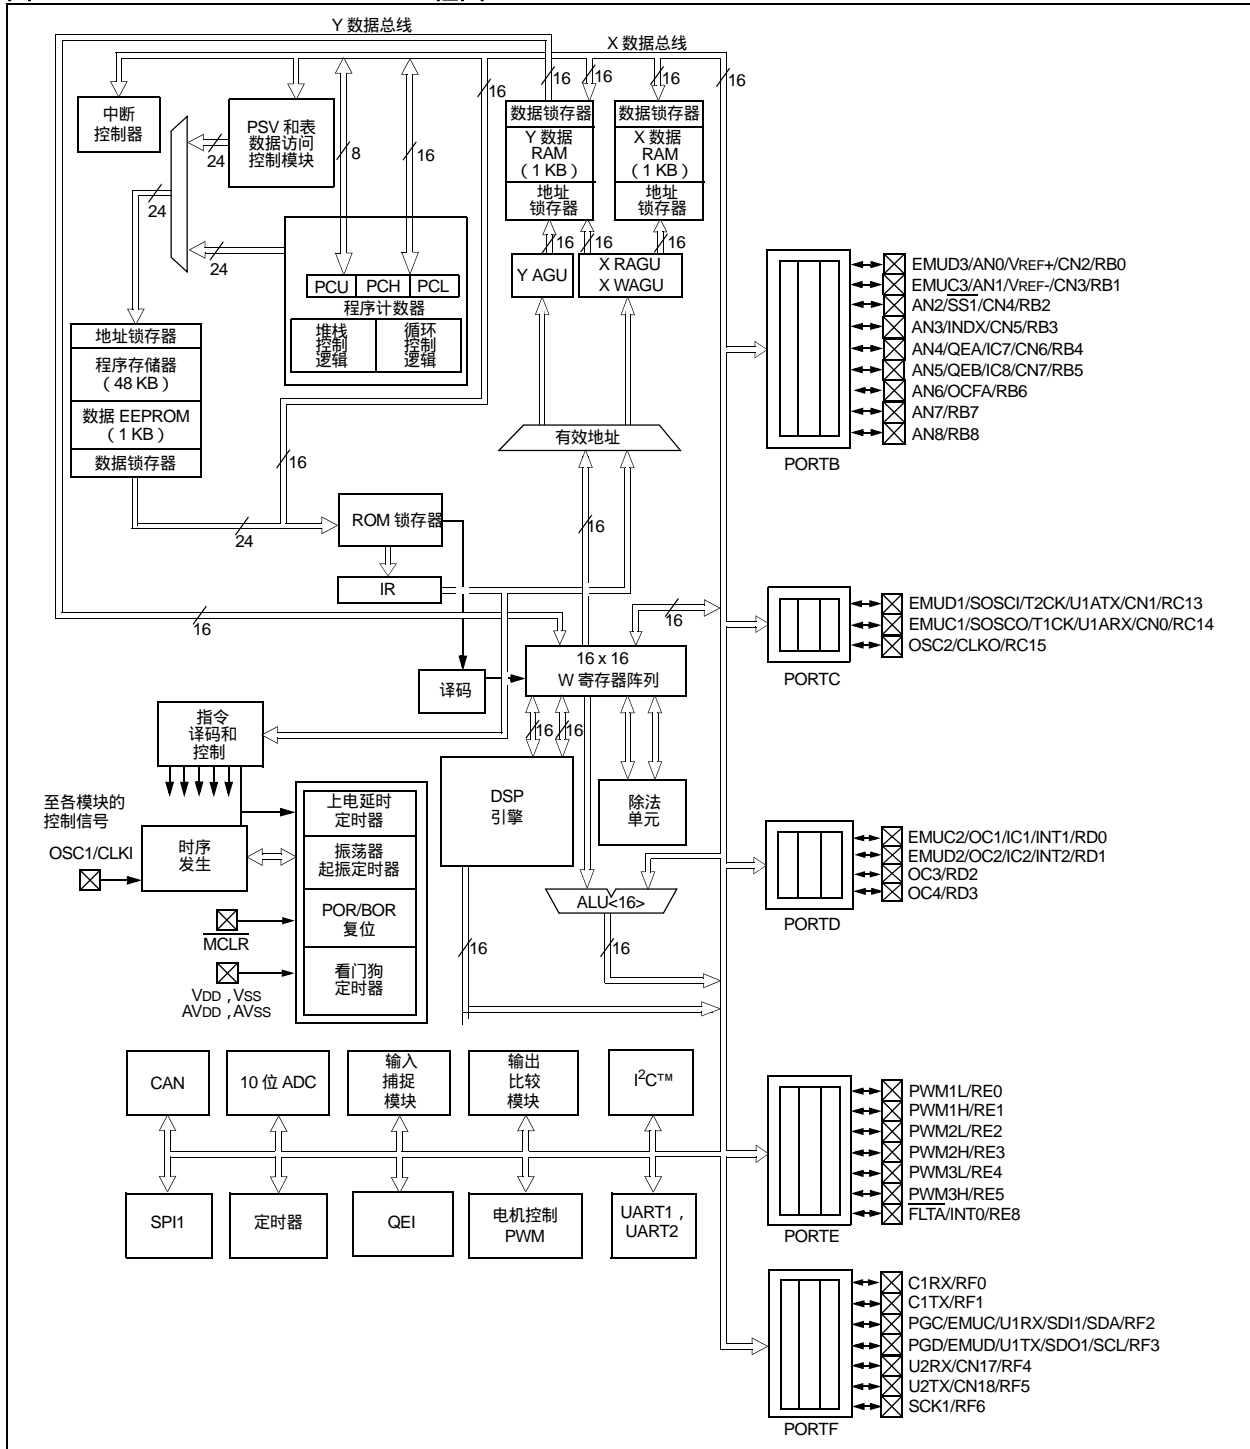 Y 数据总线
X 数据总线
16
16
16
16
16
中断
控制器
PSV 和表
数据访问
控制模块
24
8
16
24
24
数据锁存器
Y 数据
RAM
（1 KB）
地址
锁存器
数据锁存器
X 数据
RAM
（1 KB）
地址
锁存器
16
16
16
Y AGU
X RAGU
X WAGU
PCU
PCH
PCL
程序计数器
堆栈
控制
逻辑
循环
控制
逻辑
地址锁存器
程序存储器
（48 KB）
数据 EEPROM
（1 KB）
数据锁存器
有效地址
16
24
ROM 锁存器
16
IR
16
16
16 x 16
W 寄存器阵列
译码
指令
译码和
控制
16
16
至各模块的
控制信号
DSP
引擎
除法
单元
上电延时
定时器
OSC1/CLKI
时序
发生
振荡器
起振定时器
POR/BOR
复位
MCLR
看门狗
定时器
VDD，VSS
AVDD，AVSS
ALU<16>
16
16
EMUD3/AN0/VREF+/CN2/RB0
EMUC3/AN1/VREF-/CN3/RB1
AN2/SS1/CN4/RB2
AN3/INDX/CN5/RB3
AN4/QEA/IC7/CN6/RB4
AN5/QEB/IC8/CN7/RB5
AN6/OCFA/RB6
AN7/RB7
AN8/RB8
PORTB
EMUD1/SOSCI/T2CK/U1ATX/CN1/RC13
EMUC1/SOSCO/T1CK/U1ARX/CN0/RC14
OSC2/CLKO/RC15
PORTC
EMUC2/OC1/IC1/INT1/RD0
EMUD2/OC2/IC2/INT2/RD1
OC3/RD2
OC4/RD3
PORTD
CAN
10 位 ADC
输入
捕捉
模块
输出
比较
模块
I2C™
SPI1
定时器
QEI
电机控制
PWM
UART1，
UART2
PWM1L/RE0
PWM1H/RE1
PWM2L/RE2
PWM2H/RE3
PWM3L/RE4
PWM3H/RE5
FLTA/INT0/RE8
PORTE
C1RX/RF0
C1TX/RF1
PGC/EMUC/U1RX/SDI1/SDA/RF2
PGD/EMUD/U1TX/SDO1/SCL/RF3
U2RX/CN17/RF4
U2TX/CN18/RF5
SCK1/RF6
PORTF